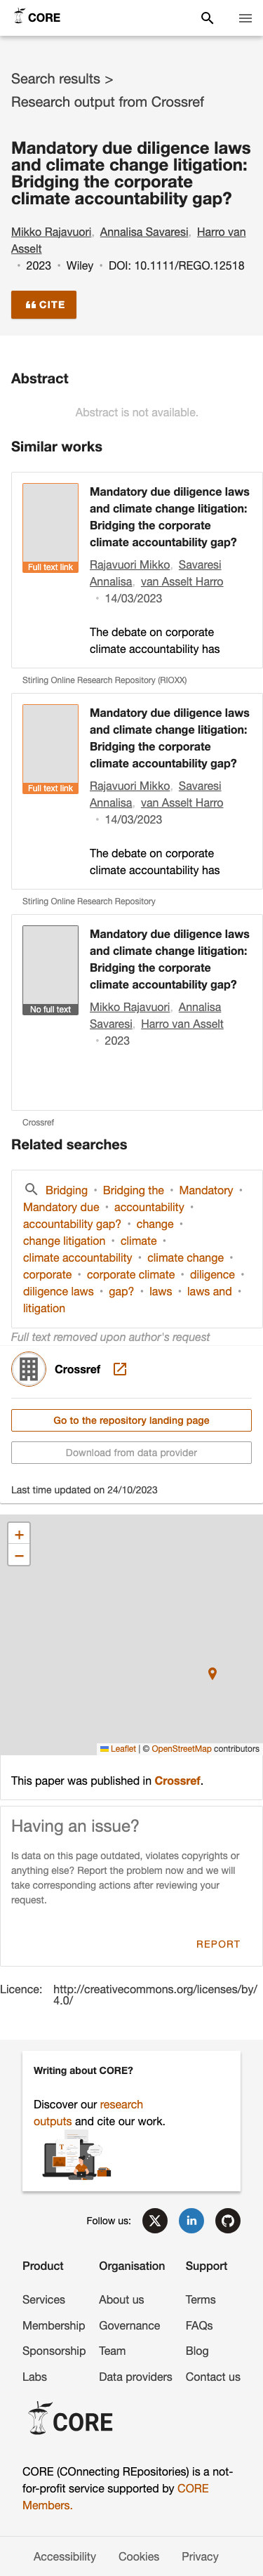 CORE
Search results >
Research output from Crossref
Mandatory due diligence laws
and climate change litigation:
Bridging the corporate
climate accountability gap?
Mikko Rajavuori, Annalisa Savaresi, Harro van
Asselt
• 2023 • Wiley • DOI: 10.1111/REGO.12518
CITE
Abstract
Abstract is not available.
Similar works
Full text link
Mandatory due diligence laws
and climate change litigation:
Bridging the corporate
climate accountability gap?
Rajavuori Mikko, Savaresi
Annalisa, van Asselt Harro
• 14/03/2023
The debate on corporate
climate accountability has
Stirling Online Research Repository (RIOXX)
Full text link
Mandatory due diligence laws
and climate change litigation:
Bridging the corporate
climate accountability gap?
Rajavuori Mikko, Savaresi
Annalisa, van Asselt Harro
• 14/03/2023
The debate on corporate
climate accountability has
Stirling Online Research Repository
No full text
Mandatory due diligence laws
and climate change litigation:
Bridging the corporate
climate accountability gap?
Mikko Rajavuori, Annalisa
Savaresi, Harro van Asselt
• 2023
Crossref
Related searches
Bridging • Bridging the • Mandatory •
Mandatory due • accountability •
accountability gap? • change •
change litigation • climate •
climate accountability • climate change •
corporate • corporate climate • diligence •
diligence laws • gap? • laws • laws and •
litigation
Full text removed upon author's request
Crossref
Go to the repository landing page
Download from data provider
Last time updated on 24/10/2023
+
−
Leaflet | © OpenStreetMap contributors
This paper was published in Crossref.
Having an issue?
Is data on this page outdated, violates copyrights or
anything else? Report the problem now and we will
take corresponding actions after reviewing your
request.
REPORT
Licence: http://creativecommons.org/licenses/by/
4.0/
Writing about CORE?
Discover our research
outputs and cite our work.
Follow us:
Product Organisation Support
Services About us Terms
Membership Governance FAQs
Sponsorship Team Blog
Labs Data providers Contact us
CORE
CORE (COnnecting REpositories) is a not-
for-profit service supported by CORE
Members.
Accessibility Cookies Privacy